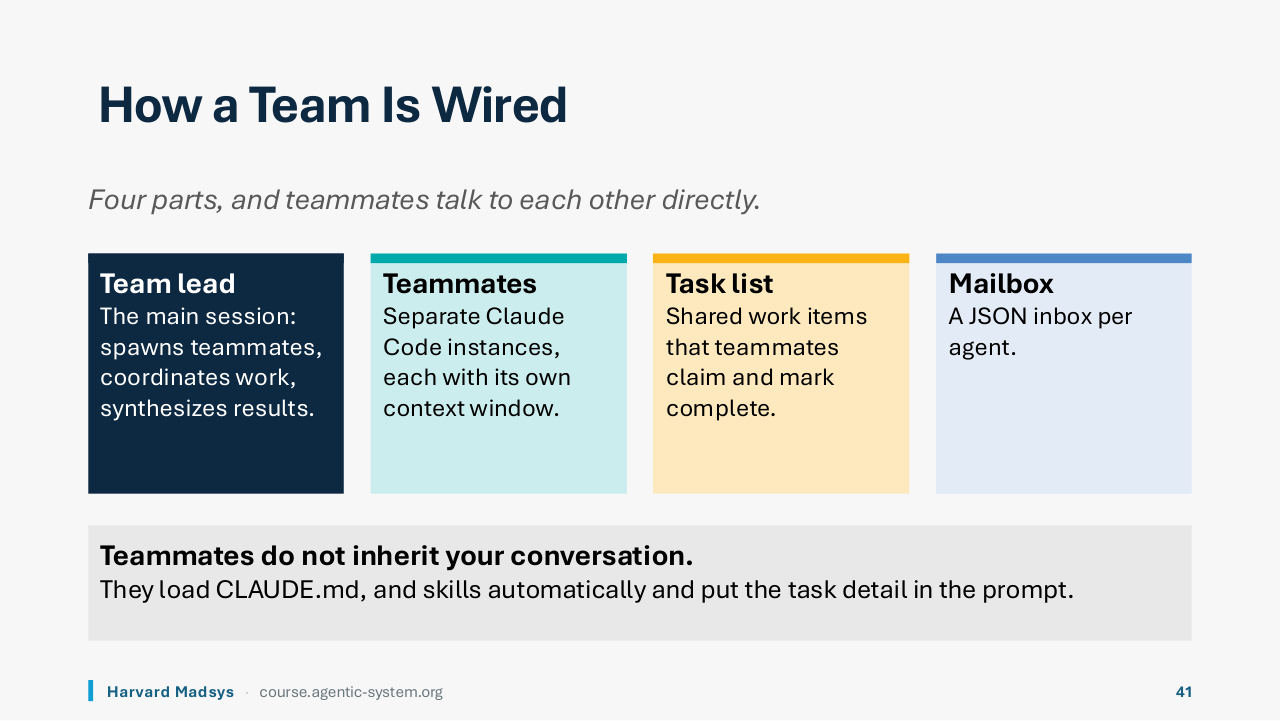 How a Team Is Wired
Four parts, and teammates talk to each other directly.
Team lead
The main session:
spawns teammates,
coordinates work,
synthesizes results.
Teammates
Separate Claude
Code instances,
each with its own
context window.
Task list
Shared work items
that teammates
claim and mark
complete.
Mailbox
A JSON inbox per
agent.
Teammates do not inherit your conversation.
They load CLAUDE.md, and skills automatically and put the task detail in the prompt.
Harvard Madsys · course.agentic-system.org
41